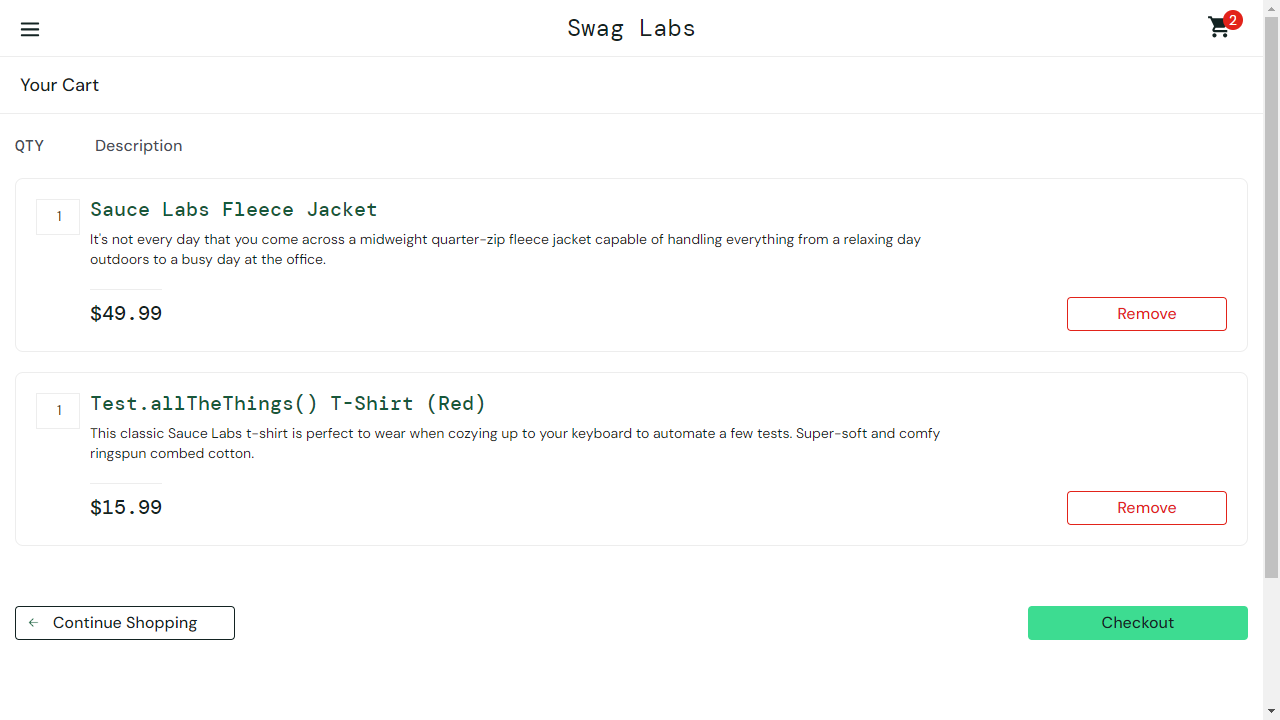 Swag Labs
2
Your Cart
QTY Description
1
Sauce Labs Fleece Jacket
It's not every day that you come across a midweight quarter-zip fleece jacket capable of handling everything from a relaxing day
outdoors to a busy day at the office.
$49.99
Remove
1
Test.allTheThings() T-Shirt (Red)
This classic Sauce Labs t-shirt is perfect to wear when cozying up to your keyboard to automate a few tests. Super-soft and comfy
ringspun combed cotton.
$15.99
Remove
Continue Shopping
Checkout